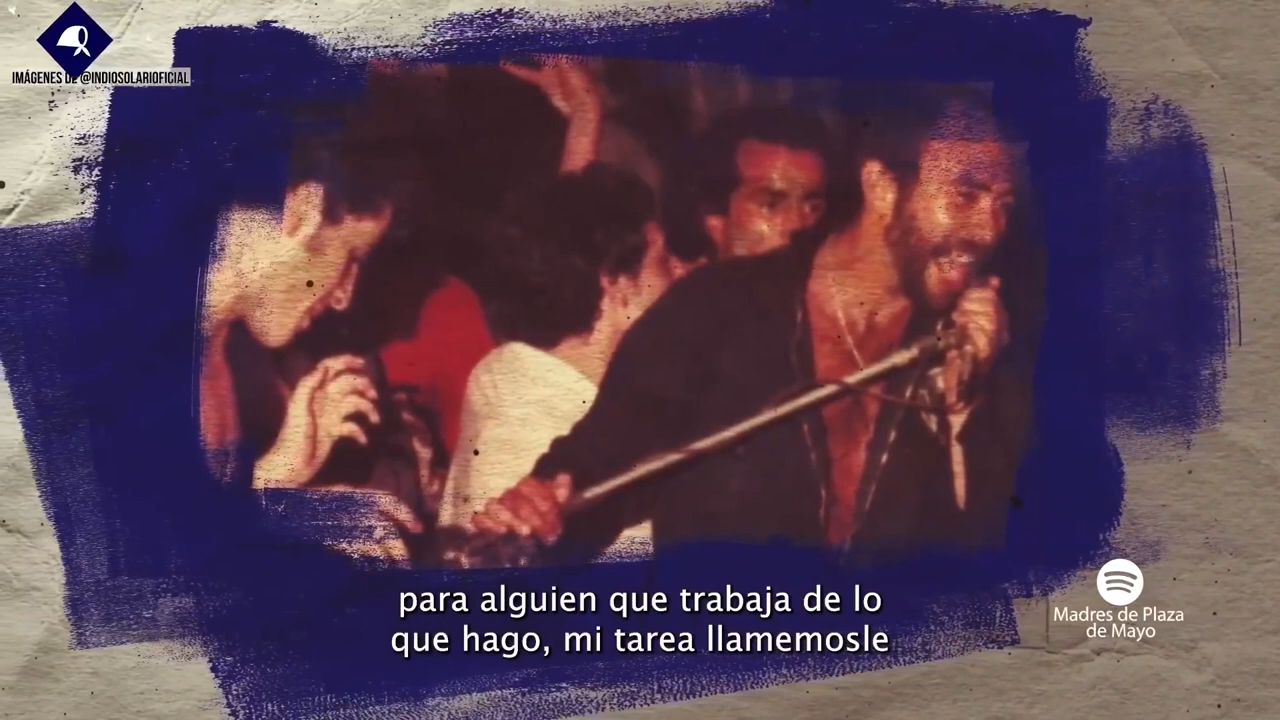 IMÁGENES DE @INDIOSOLARIOFICIAL
para alguien que trabaja de lo
que hago, mi tarea llamemosle
Madres de Plaza
de Mayo